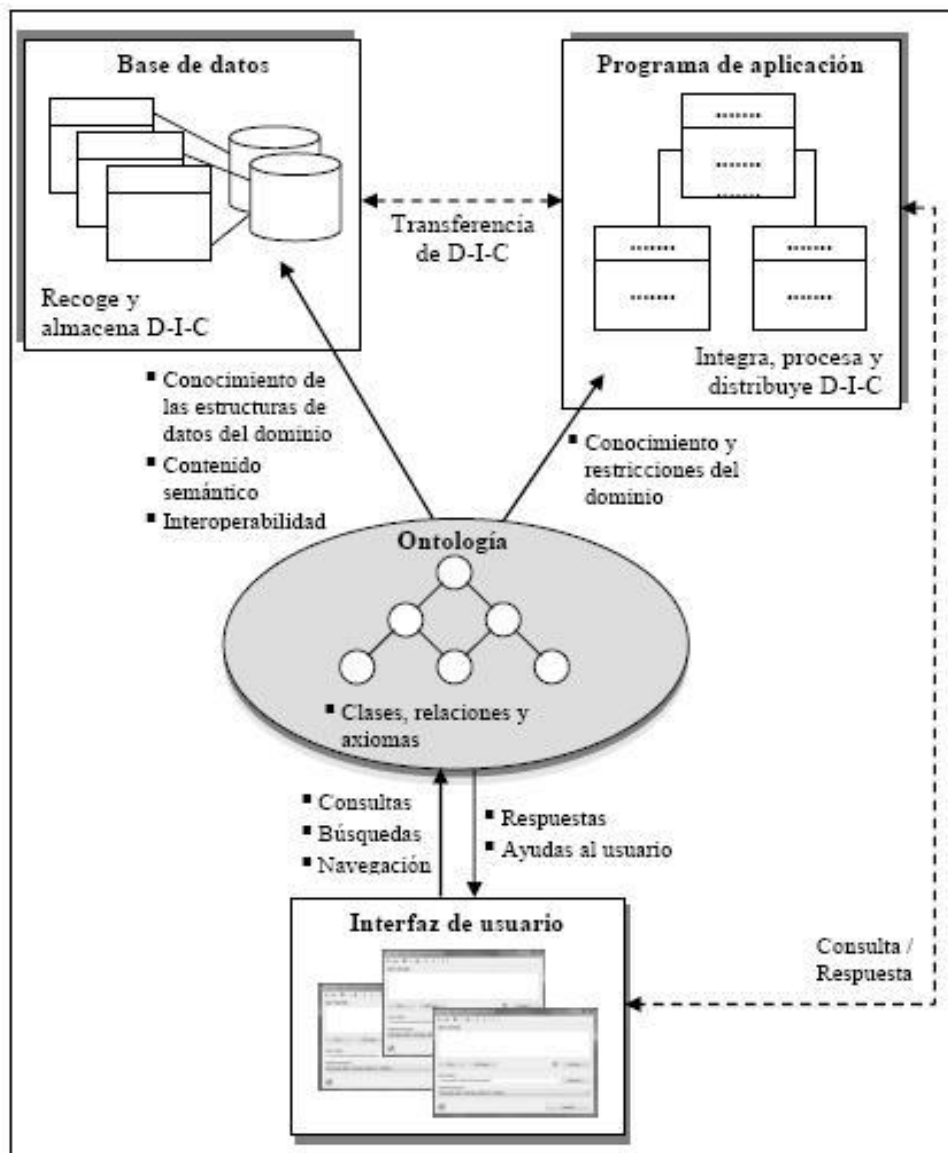 Base de datos
Recoge y
almacena D-I-C
Transferencia
de D-I-C
Programa de aplicación
.......
.......
.......
.......
.......
.......
.......
Integra, procesa y
distribuye D-I-C
▪ Conocimiento de
las estructuras de
datos del dominio
▪ Contenido
semántico
▪ Interoperabilidad
▪ Conocimiento y
restricciones del
dominio
Ontología
▪ Clases, relaciones y
axiomas
▪ Consultas
▪ Búsquedas
▪ Navegación
▪ Respuestas
▪ Ayudas al usuario
Interfaz de usuario
Consulta /
Respuesta